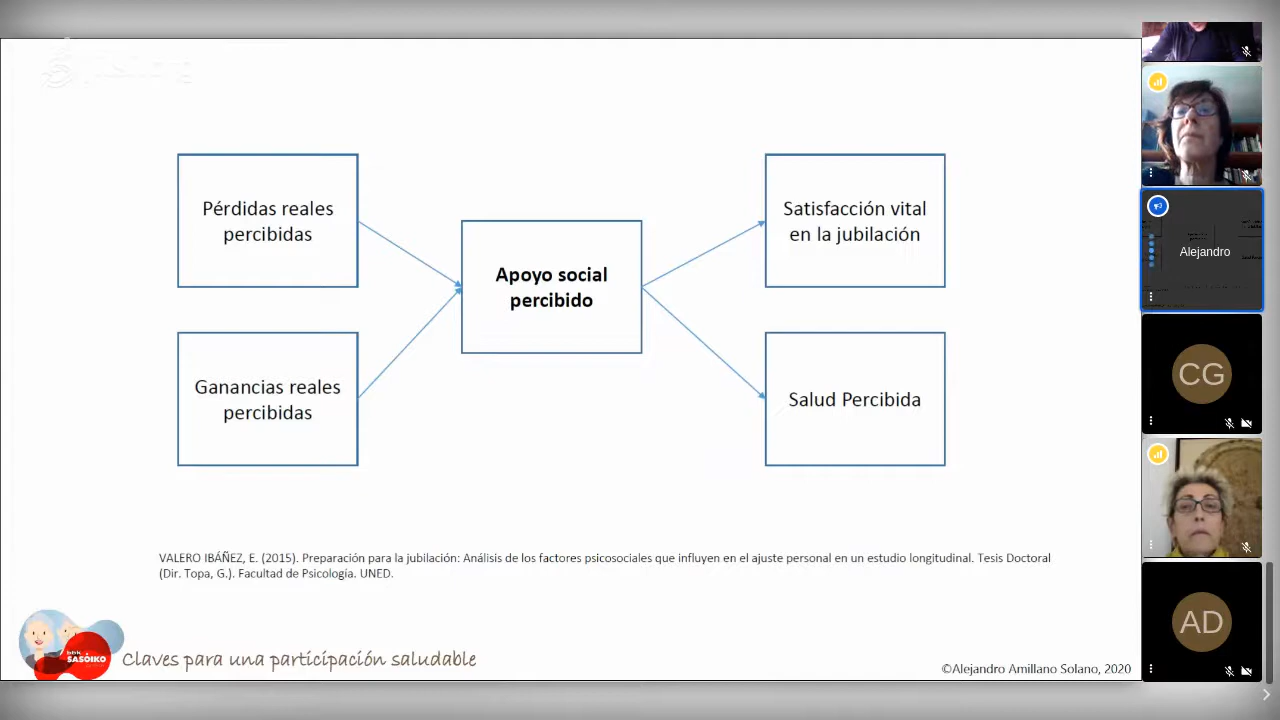 Pérdidas reales
percibidas
Ganancias reales
percibidas
Apoyo social
percibido
Satisfacción vital
en la jubilación
Salud Percibida
VALERO IBÁÑEZ, E. (2015). Preparación para la jubilación: Análisis de los factores psicosociales que influyen en el ajuste personal en un estudio longitudinal. Tesis Doctoral
(Dir. Topa, G.). Facultad de Psicología. UNED.
SASOIKO
Claves para una participación saludable
©Alejandro Amillano Solano, 2020
Alejandro
CG
AD